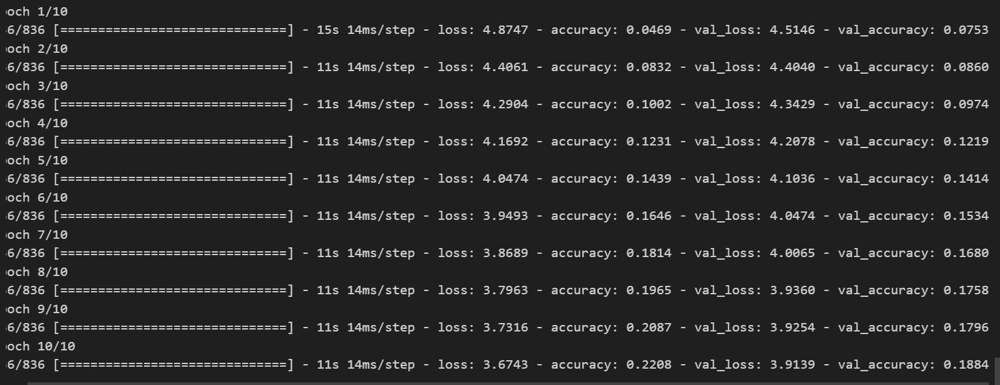 och 1/10
6/836 [==============================] - 15s 14ms/step - loss: 4.8747 - accuracy: 0.0469 - val_loss: 4.5146 - val_accuracy: 0.0753
och 2/10
6/836 [==============================] - 11s 14ms/step - loss: 4.4061 - accuracy: 0.0832 - val_loss: 4.4040 - val_accuracy: 0.0860
och 3/10
6/836 [==============================] - 11s 14ms/step - loss: 4.2904 - accuracy: 0.1002 - val_loss: 4.3429 - val_accuracy: 0.0974
och 4/10
6/836 [==============================] - 11s 14ms/step - loss: 4.1692 - accuracy: 0.1231 - val_loss: 4.2078 - val_accuracy: 0.1219
och 5/10
6/836 [==============================] - 11s 14ms/step - loss: 4.0474 - accuracy: 0.1439 - val_loss: 4.1036 - val_accuracy: 0.1414
och 6/10
6/836 [==============================] - 11s 14ms/step - loss: 3.9493 - accuracy: 0.1646 - val_loss: 4.0474 - val_accuracy: 0.1534
och 7/10
6/836 [==============================] - 11s 14ms/step - loss: 3.8689 - accuracy: 0.1814 - val_loss: 4.0065 - val_accuracy: 0.1680
och 8/10
6/836 [==============================] - 11s 14ms/step - loss: 3.7963 - accuracy: 0.1965 - val_loss: 3.9360 - val_accuracy: 0.1758
och 9/10
6/836 [==============================] - 11s 14ms/step - loss: 3.7316 - accuracy: 0.2087 - val_loss: 3.9254 - val_accuracy: 0.1796
och 10/10
6/836 [==============================] - 11s 14ms/step - loss: 3.6743 - accuracy: 0.2208 - val_loss: 3.9139 - val_accuracy: 0.1884